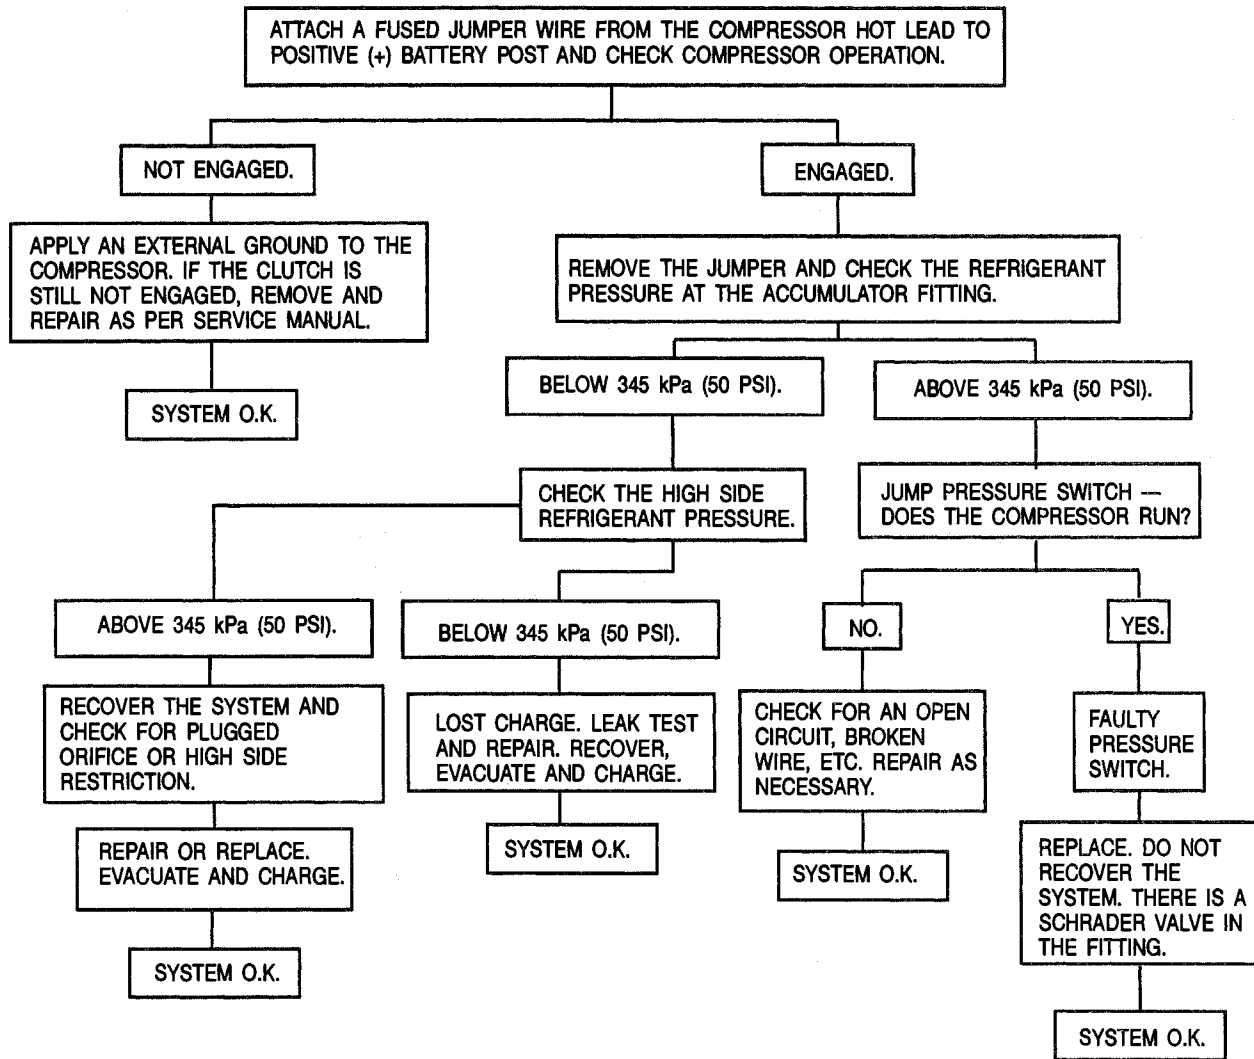 ATTACH A FUSED JUMPER WIRE FROM THE COMPRESSOR HOT LEAD TO
POSITIVE (+) BATTERY POST AND CHECK COMPRESSOR OPERATION.
NOT ENGAGED.
ENGAGED.
APPLY AN EXTERNAL GROUND TO THE
COMPRESSOR. IF THE CLUTCH IS
STILL NOT ENGAGED, REMOVE AND
REPAIR AS PER SERVICE MANUAL.
SYSTEM O.K.
REMOVE THE JUMPER AND CHECK THE REFRIGERANT
PRESSURE AT THE ACCUMULATOR FITTING.
BELOW 345 kPa (50 PSI).
ABOVE 345 kPa (50 PSI).
CHECK THE HIGH SIDE
REFRIGERANT PRESSURE.
JUMP PRESSURE SWITCH —
DOES THE COMPRESSOR RUN?
ABOVE 345 kPa (50 PSI).
BELOW 345 kPa (50 PSI).
NO.
YES.
RECOVER THE SYSTEM AND
CHECK FOR PLUGGED
ORIFICE OR HIGH SIDE
RESTRICTION.
LOST CHARGE. LEAK TEST
AND REPAIR. RECOVER,
EVACUATE AND CHARGE.
CHECK FOR AN OPEN
CIRCUIT, BROKEN
WIRE, ETC. REPAIR AS
NECESSARY.
FAULTY
PRESSURE
SWITCH.
REPAIR OR REPLACE.
EVACUATE AND CHARGE.
SYSTEM O.K.
SYSTEM O.K.
REPLACE. DO NOT
RECOVER THE
SYSTEM. THERE IS A
SCHRADER VALVE IN
THE FITTING.
SYSTEM O.K.
SYSTEM O.K.